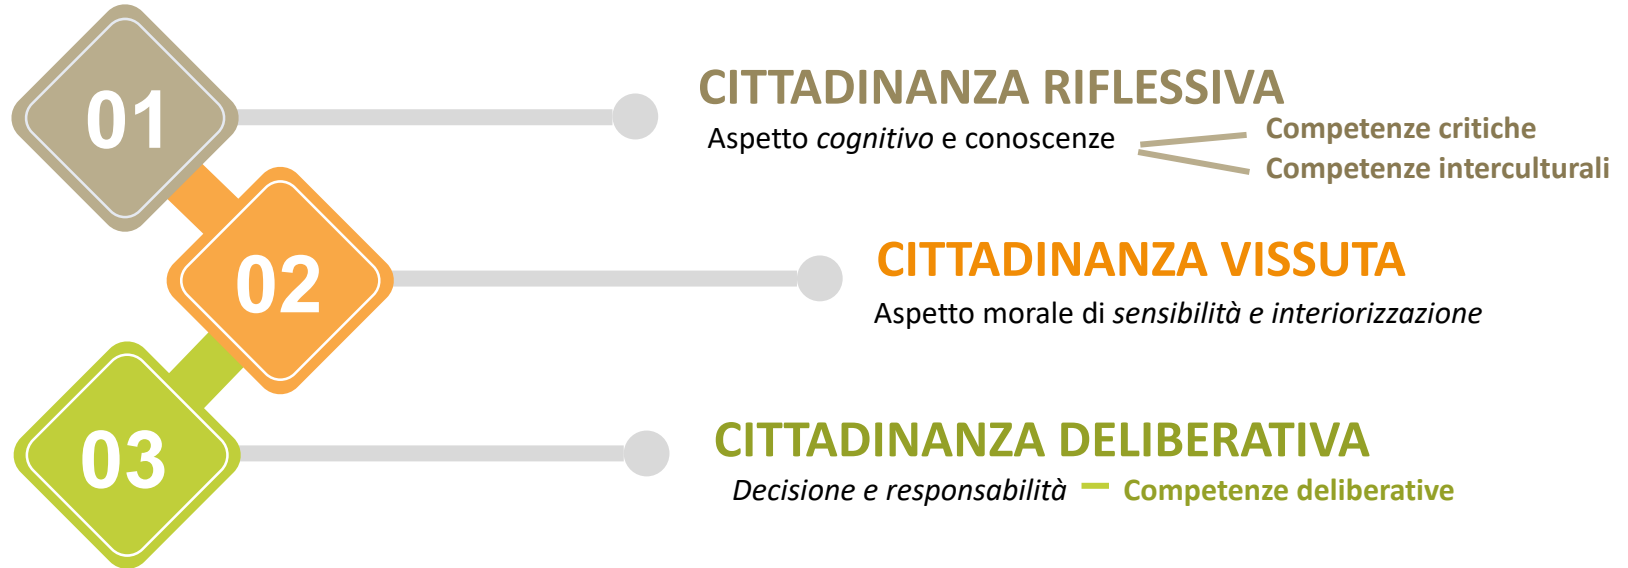 01
CITTADINANZA RIFLESSIVA
Aspetto cognitivo e conoscenze
Competenze critiche
Competenze interculturali
02
CITTADINANZA VISSUTA
Aspetto morale di sensibilità e interiorizzazione
03
CITTADINANZA DELIBERATIVA
Decisione e responsabilità
Competenze deliberative